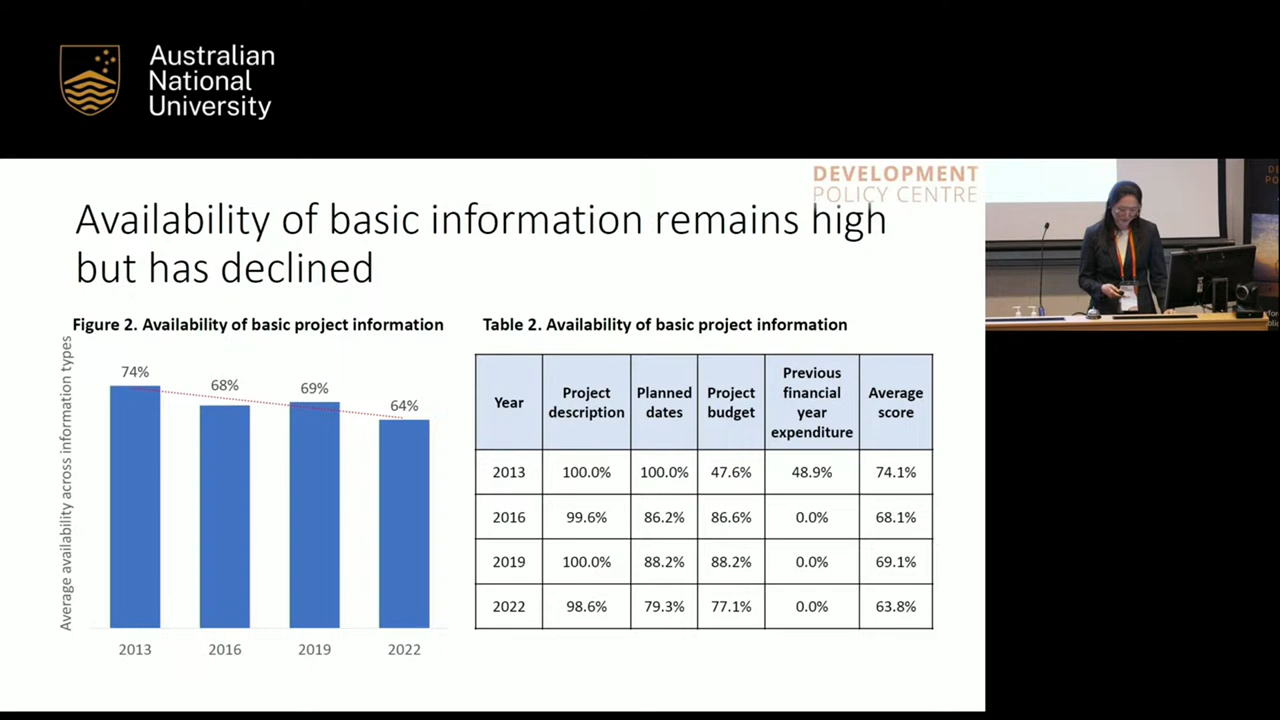 Australian
National
University
DEVELOPMENT
POLICY CENTRE
Availability of basic information remains high
but has declined
Figure 2. Availability of basic project information
Average availability across information types
74%
68%
69%
64%
2013
2016
2019
2022
Table 2. Availability of basic project information
Year
Project
description
Planned
dates
Project
budget
Previous
financial
year
expenditure
Average
score
2013 100.0% 100.0% 47.6% 48.9% 74.1%
2016 99.6% 86.2% 86.6% 0.0% 68.1%
2019 100.0% 88.2% 88.2% 0.0% 69.1%
2022 98.6% 79.3% 77.1% 0.0% 63.8%